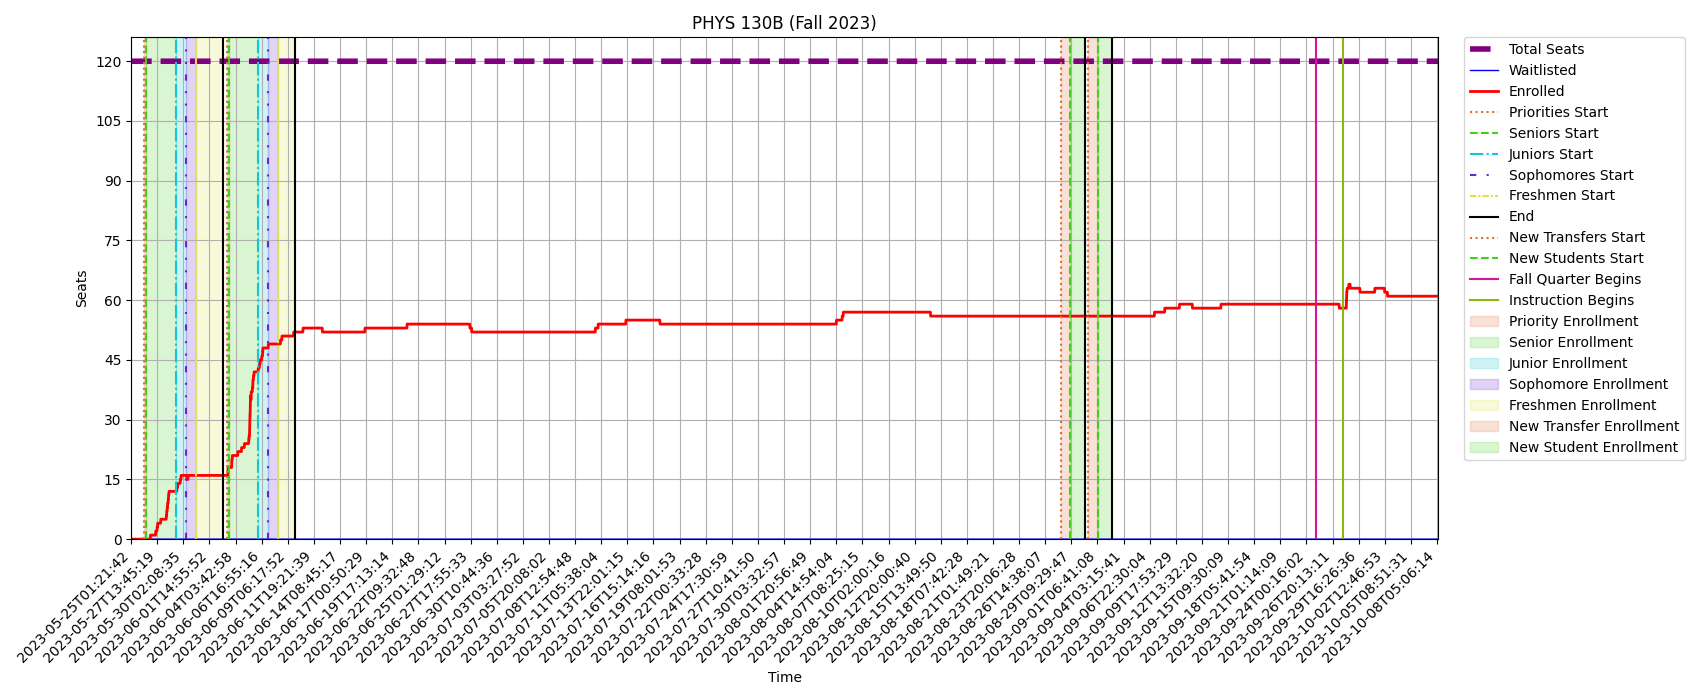 PHYS 130B (Fall 2023)
Seats
120
105
90
75
60
45
30
15
0
2023-05-25T01:21:42
2023-05-27T13:45:19
2023-05-30T02:08:35
2023-06-01T14:55:52
2023-06-04T03:42:58
2023-06-06T16:55:16
2023-06-09T06:17:52
2023-06-11T19:21:39
2023-06-14T08:45:17
2023-06-17T00:50:29
2023-06-19T17:13:14
2023-06-22T09:32:48
2023-06-25T01:29:12
2023-06-27T17:55:33
2023-06-30T10:44:36
2023-07-03T03:27:52
2023-07-05T20:08:02
2023-07-08T12:54:48
2023-07-11T05:38:04
2023-07-13T22:01:15
2023-07-16T15:14:16
2023-07-19T08:01:53
2023-07-22T00:33:28
2023-07-24T17:30:59
2023-07-27T10:41:50
2023-07-30T03:32:57
2023-08-01T20:56:49
2023-08-04T14:54:04
2023-08-07T08:25:15
2023-08-10T02:00:16
2023-08-12T20:00:40
2023-08-15T13:49:50
2023-08-18T07:42:28
2023-08-21T01:49:21
2023-08-23T20:06:28
2023-08-26T14:38:07
2023-08-29T09:29:47
2023-09-01T06:41:08
2023-09-04T03:15:41
2023-09-06T22:30:04
2023-09-09T17:53:29
2023-09-12T13:32:20
2023-09-15T09:30:09
2023-09-18T05:41:54
2023-09-21T01:14:09
2023-09-24T00:16:02
2023-09-26T20:13:11
2023-09-29T16:26:36
2023-10-02T12:46:53
2023-10-05T08:51:31
2023-10-08T05:06:14
Time
Total Seats
Waitlisted
Enrolled
Priorities Start
Seniors Start
Juniors Start
Sophomores Start
Freshmen Start
End
New Transfers Start
New Students Start
Fall Quarter Begins
Instruction Begins
Priority Enrollment
Senior Enrollment
Junior Enrollment
Sophomore Enrollment
Freshmen Enrollment
New Transfer Enrollment
New Student Enrollment